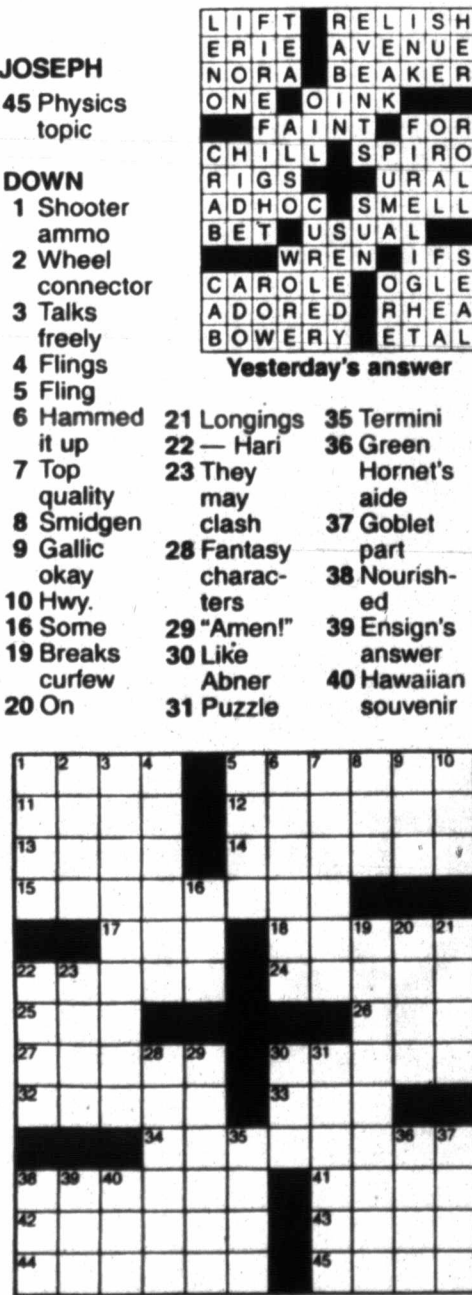 JOSEPH
45 Physics
topic
DOWN
1 Shooter
ammo
2 Wheel
connector
3 Talks
freely
4 Flings
5 Fling
6 Hammed
it up
7 Top
quality
8 Smidgen
9 Gallic
okay
10 Hwy.
16 Some
19 Breaks
curfew
20 On
LIFT RELISH
ERIE AVENUE
NORA BEAKER
ONE OINK
FAINT FOR
CHILL SPIRO
RIGS URAL
ADHOC SMELL
BET USUAL
WREN IFS
CAROLE OGLE
ADORED RHEA
BOWERY ETAL
Yesterday's answer
21 Longings
22 — Hari
23 They
may
clash
28 Fantasy
charac-
ters
29 "Amen!"
30 Like
Abner
31 Puzzle
35 Termini
36 Green
Hornet's
aide
37 Goblet
part
38 Nourish-
ed
39 Ensign's
answer
40 Hawaiian
souvenir
1 2 3 4 5 6 7 8 9 10
11 12
13 14
15 16
17 18 19 20 21
22 23 24
25 26
27 28 29 30 31
32 33
34 35 36 37
38 39 40 41
42 43
44 45